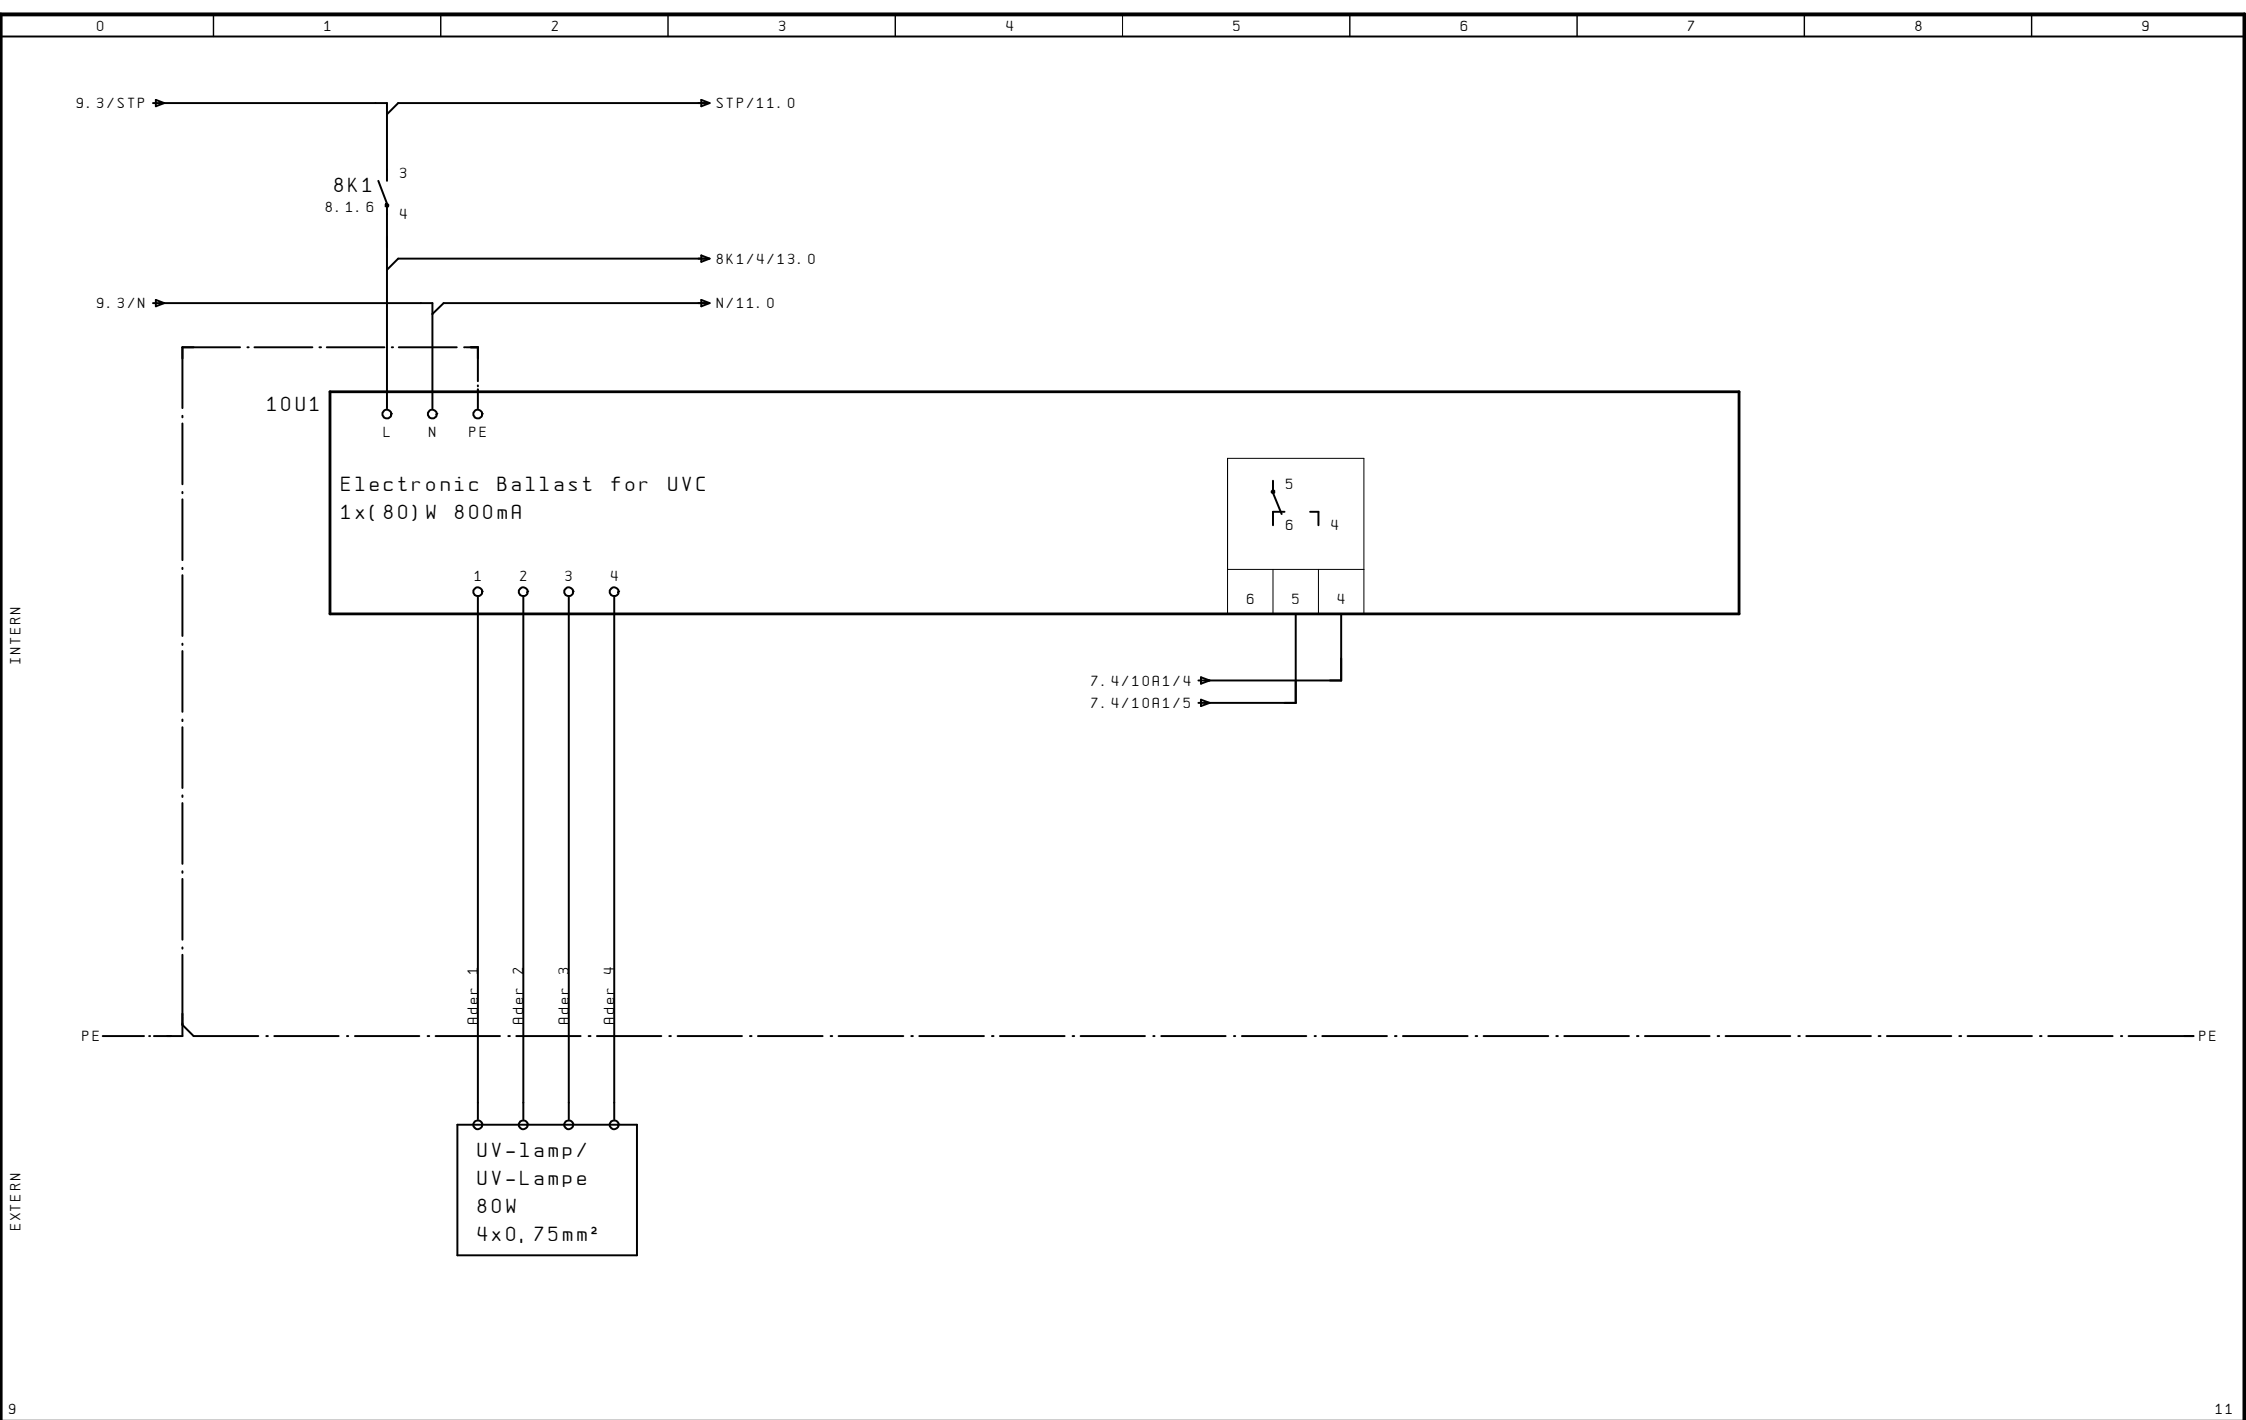 0 1 2 3 4 5 6 7 8 9
9.3/STP
STP/11.0
3
8K1
8.1.6
4
8K1/4/13.0
9.3/N
N/11.0
10U1
L N PE
Electronic Ballast for UVC
1x(80)W 800mA
5
6 4
1 2 3 4
6 5 4
INTERN
7.4/10A1/4
7.4/10A1/5
Ader 1
Ader 2
Ader 3
Ader 4
PE
PE
UV-lamp/
UV-Lampe
80W
4x0,75mm²
EXTERN
9
11